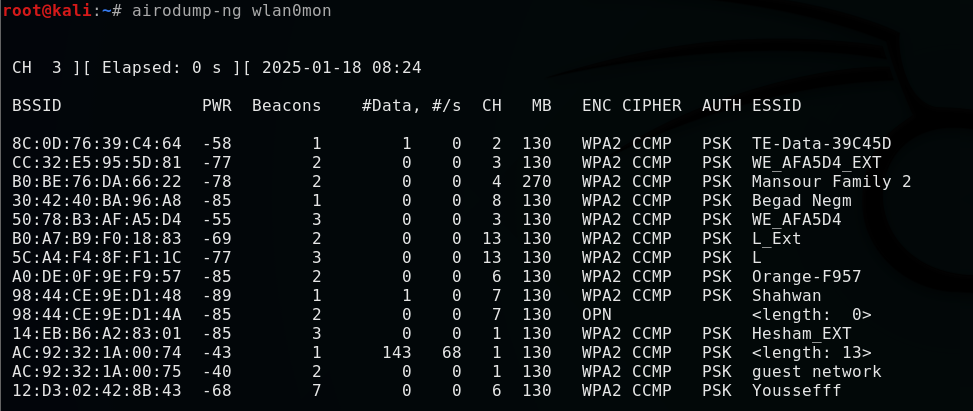 root@kali:~# airodump-ng wlan0mon
CH  3 ][ Elapsed: 0 s ][ 2025-01-18 08:24
BSSID              PWR  Beacons    #Data, #/s  CH   MB   ENC CIPHER  AUTH ESSID
8C:0D:76:39:C4:64  -58        1        1    0   2  130   WPA2 CCMP   PSK  TE-Data-39C45D
CC:32:E5:95:5D:81  -77        2        0    0   3  130   WPA2 CCMP   PSK  WE_AFA5D4_EXT
B0:BE:76:DA:66:22  -78        2        0    0   4  270   WPA2 CCMP   PSK  Mansour Family 2
30:42:40:BA:96:A8  -85        1        0    0   8  130   WPA2 CCMP   PSK  Begad Negm
50:78:B3:AF:A5:D4  -55        3        0    0   3  130   WPA2 CCMP   PSK  WE_AFA5D4
B0:A7:B9:F0:18:83  -69        2        0    0  13  130   WPA2 CCMP   PSK  L_Ext
5C:A4:F4:8F:F1:1C  -77        3        0    0  13  130   WPA2 CCMP   PSK  L
A0:DE:0F:9E:F9:57  -85        2        0    0   6  130   WPA2 CCMP   PSK  Orange-F957
98:44:CE:9E:D1:48  -89        1        1    0   7  130   WPA2 CCMP   PSK  Shahwan
98:44:CE:9E:D1:4A  -85        2        0    0   7  130   OPN              <length:  0>
14:EB:B6:A2:83:01  -85        3        0    0   1  130   WPA2 CCMP   PSK  Hesham_EXT
AC:92:32:1A:00:74  -43        1      143   68   1  130   WPA2 CCMP   PSK  <length: 13>
AC:92:32:1A:00:75  -40        2        0    0   1  130   WPA2 CCMP   PSK  guest network
12:D3:02:42:8B:43  -68        7        0    0   6  130   WPA2 CCMP   PSK  Youssefff